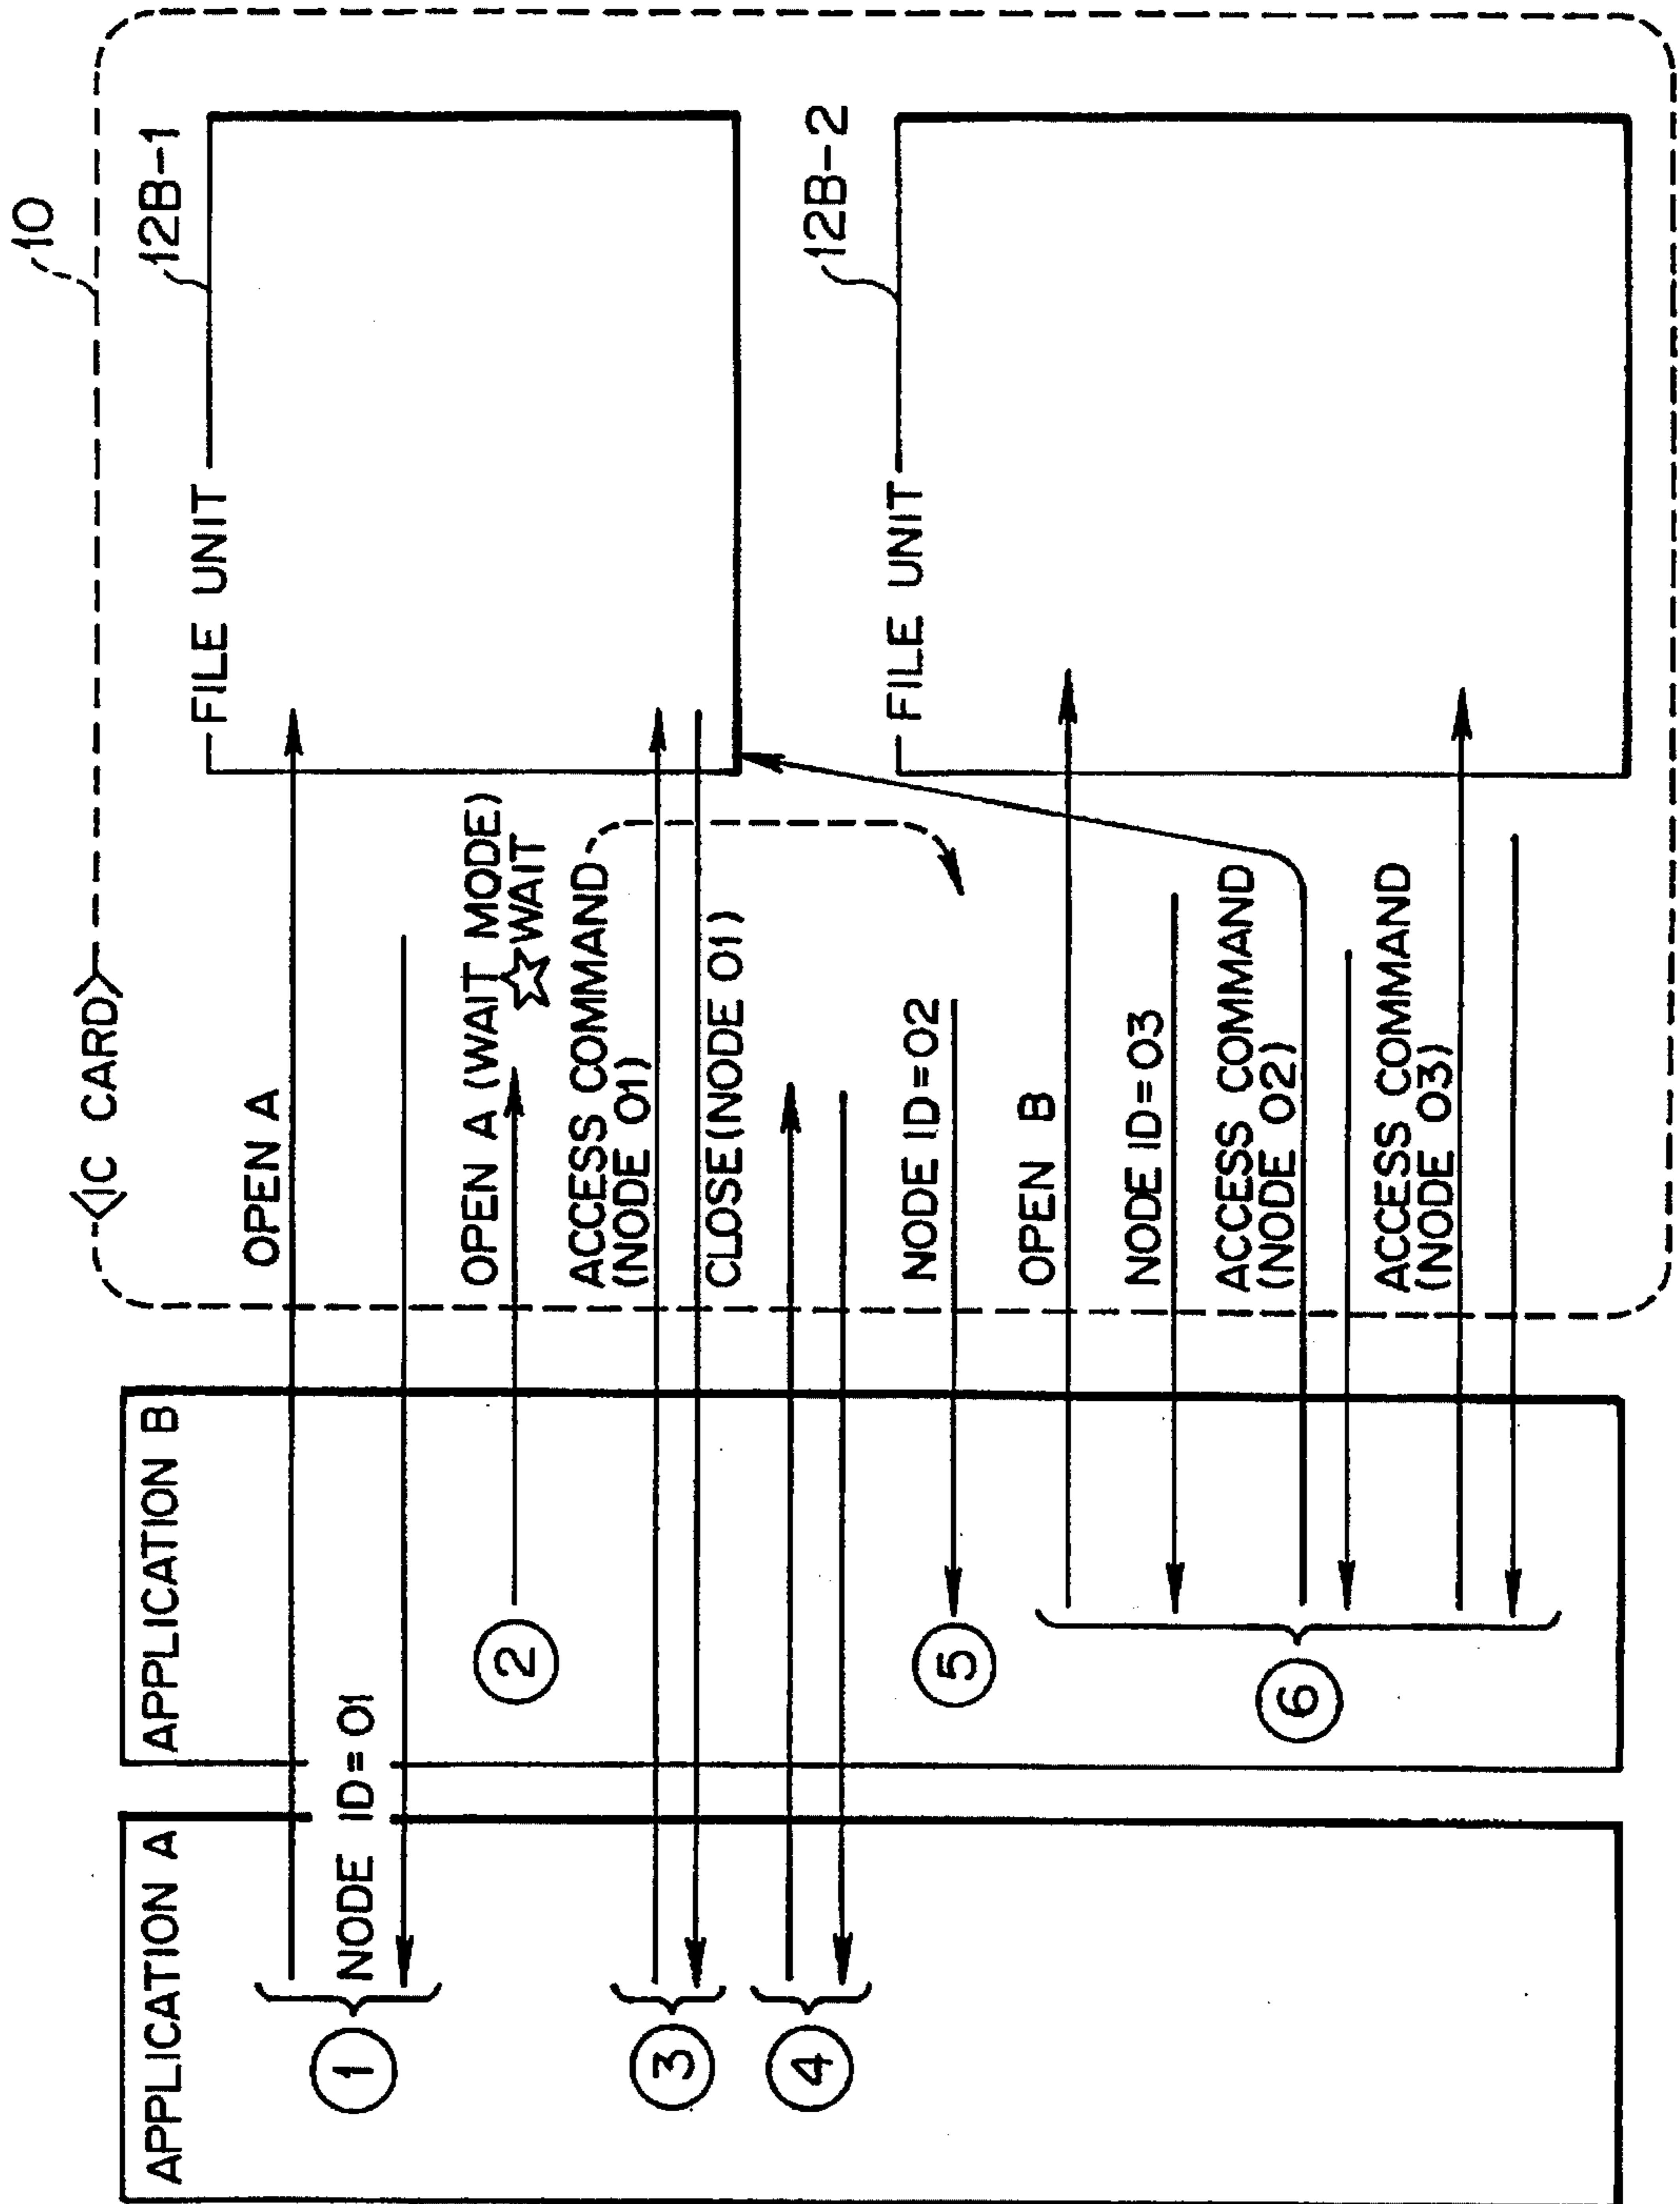 10
<IC CARD>
APPLICATION A
APPLICATION B
FILE UNIT
12B-1
OPEN A
①
NODE ID=01
②
OPEN A (WAIT MODE)
☆WAIT
③
ACCESS COMMAND
(NODE 01)
CLOSE(NODE 01)
④
⑤
NODE ID=02
FILE UNIT
12B-2
⑥
OPEN B
NODE ID=03
ACCESS COMMAND
(NODE 02)
ACCESS COMMAND
(NODE 03)